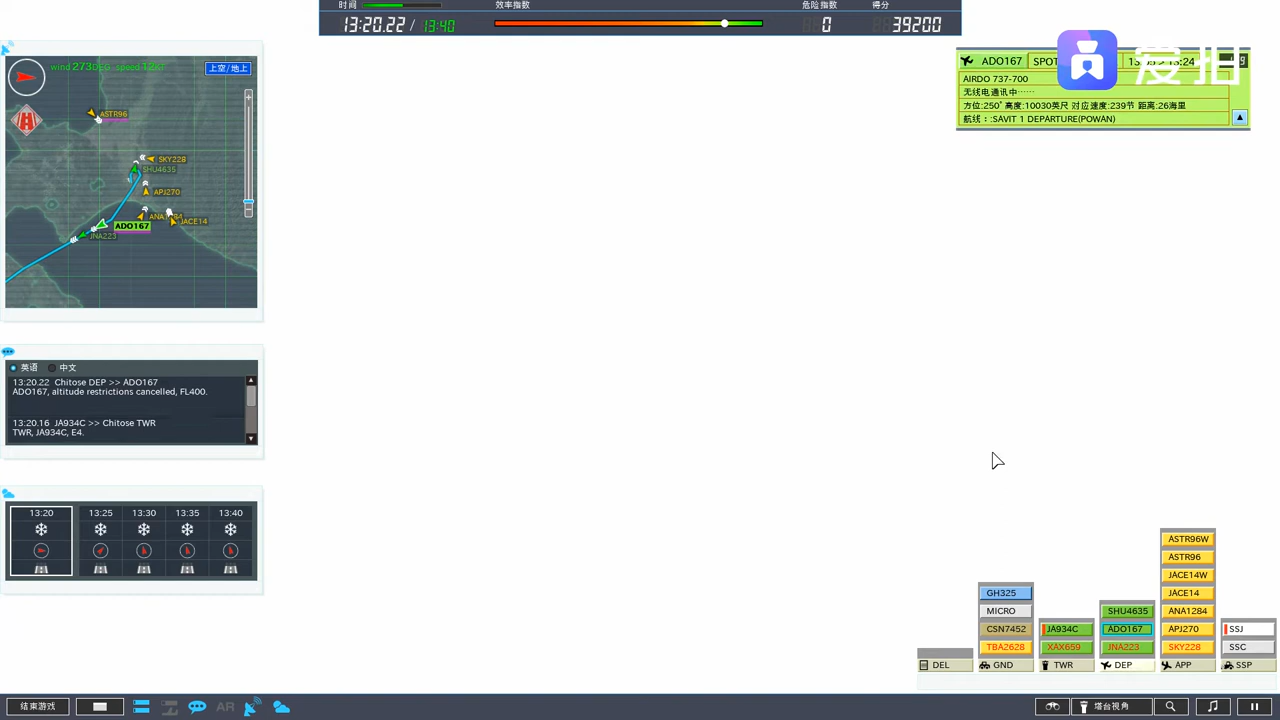 时间
效率指数
危险指数
得分
13:20.22 / 13:40
0
39200
wind 273DEG, speed 12KT
上空/地上
ASTR96
SKY228
SHU4635
APJ270
ANA1284
JACE14
ADO167
JNA223
ADO167
SPOT
AIRDO 737-700
无线电通讯中……
方位:250° 高度:10030英尺 对应速度:239节 距离:26海里
航线 : :SAVIT 1 DEPARTURE(POWAN)
爱拍
英语
中文
13:20.22 Chitose DEP >> ADO167
ADO167, altitude restrictions cancelled, FL400.
13:20.16 JA934C >> Chitose TWR
TWR, JA934C, E4.
13:20
13:25
13:30
13:35
13:40
ASTR96W
ASTR96
JACE14W
GH325
JACE14
MICRO
SHU4635
ANA1284
CSN7452
JA934C
ADO167
APJ270
SSJ
TBA2628
XAX659
JNA223
SKY228
SSC
DEL
GND
TWR
DEP
APP
SSP
结束游戏
AR
塔台视角